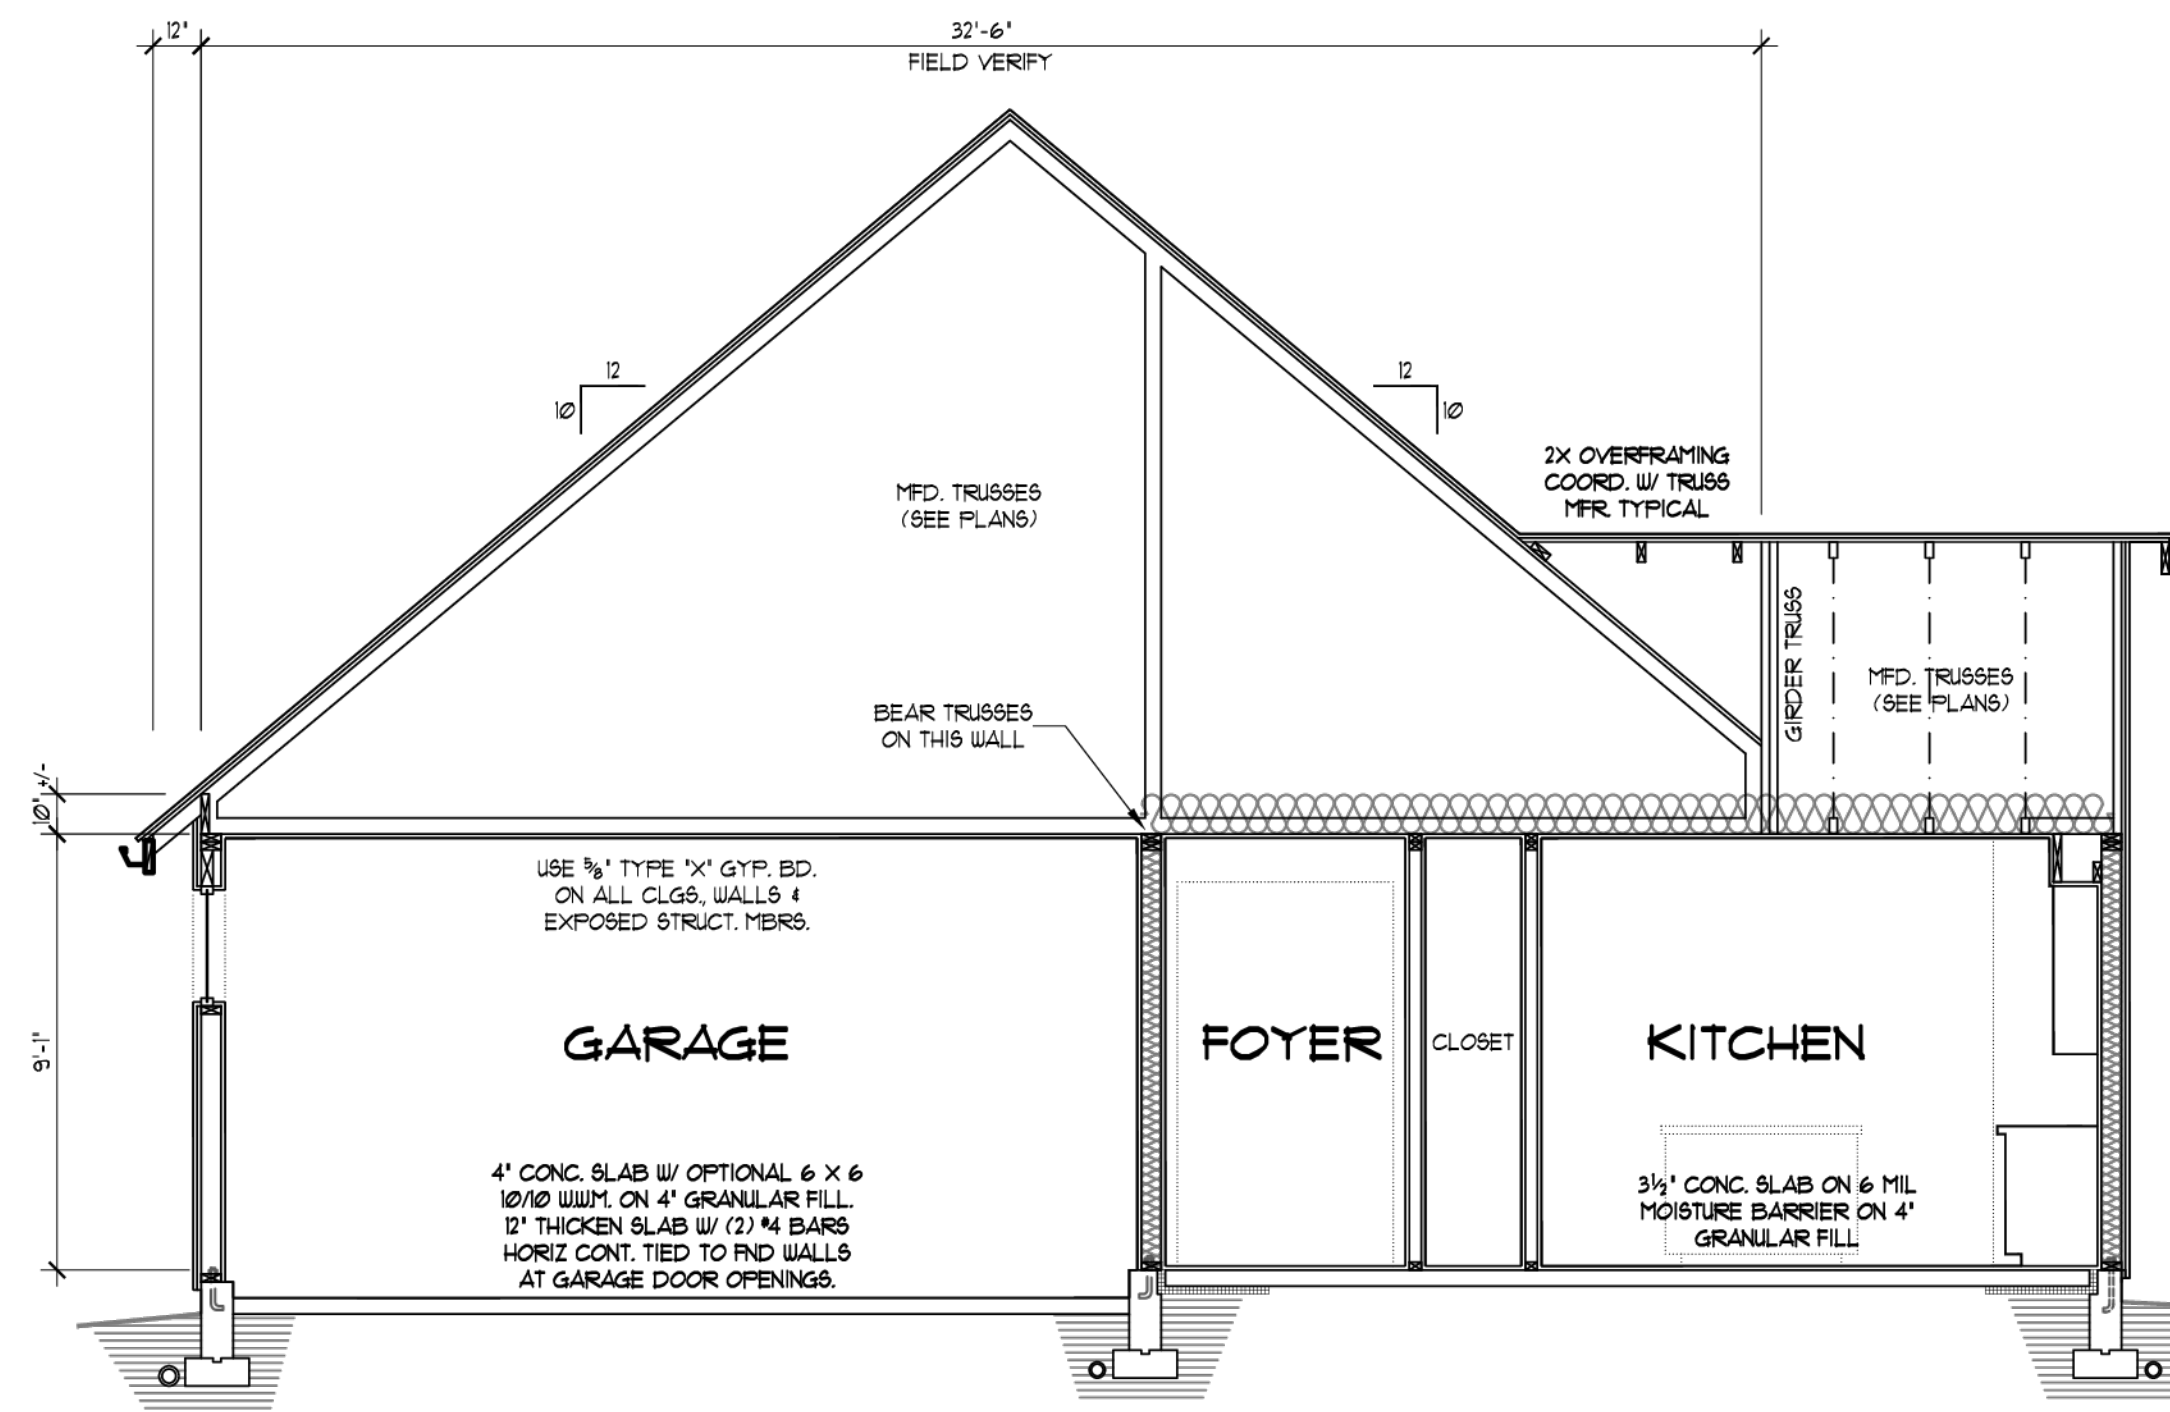 12"
32'-6"
FIELD VERIFY
12
10
12
10
2X OVERFRAMING
COORD. W/ TRUSS
MFR. TYPICAL
MFD. TRUSSES
(SEE PLANS)
GIRDER TRUSS
MFD. TRUSSES
(SEE PLANS)
BEAR TRUSSES
ON THIS WALL
10" +/-
USE 5/8" TYPE "X" GYP. BD.
ON ALL CLGS., WALLS &
EXPOSED STRUCT. MBRS.
9'-1"
GARAGE
FOYER
CLOSET
KITCHEN
4" CONC. SLAB W/ OPTIONAL 6 X 6
10/10 W.W.M. ON 4" GRANULAR FILL.
12" THICKEN SLAB W/ (2) #4 BARS
HORIZ CONT. TIED TO FND WALLS
AT GARAGE DOOR OPENINGS.
3½" CONC. SLAB ON 6 MIL
MOISTURE BARRIER ON 4"
GRANULAR FILL